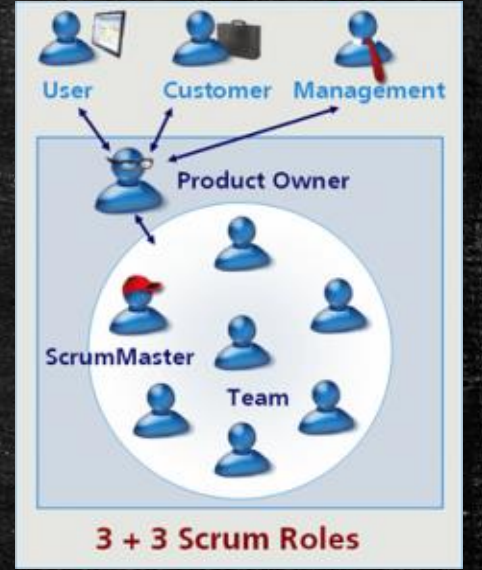 User Customer Management
Product Owner
ScrumMaster
Team
3 + 3 Scrum Roles